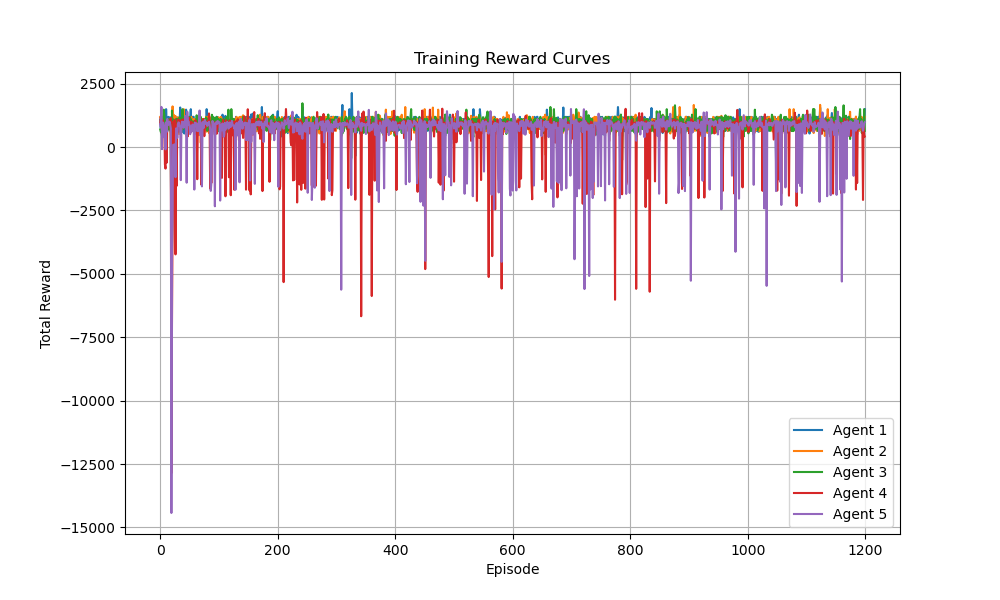 Training Reward Curves
2500
0
−2500
−5000
−7500
−10000
−12500
−15000
Total Reward
0
200
400
600
800
1000
1200
Episode
Agent 1
Agent 2
Agent 3
Agent 4
Agent 5